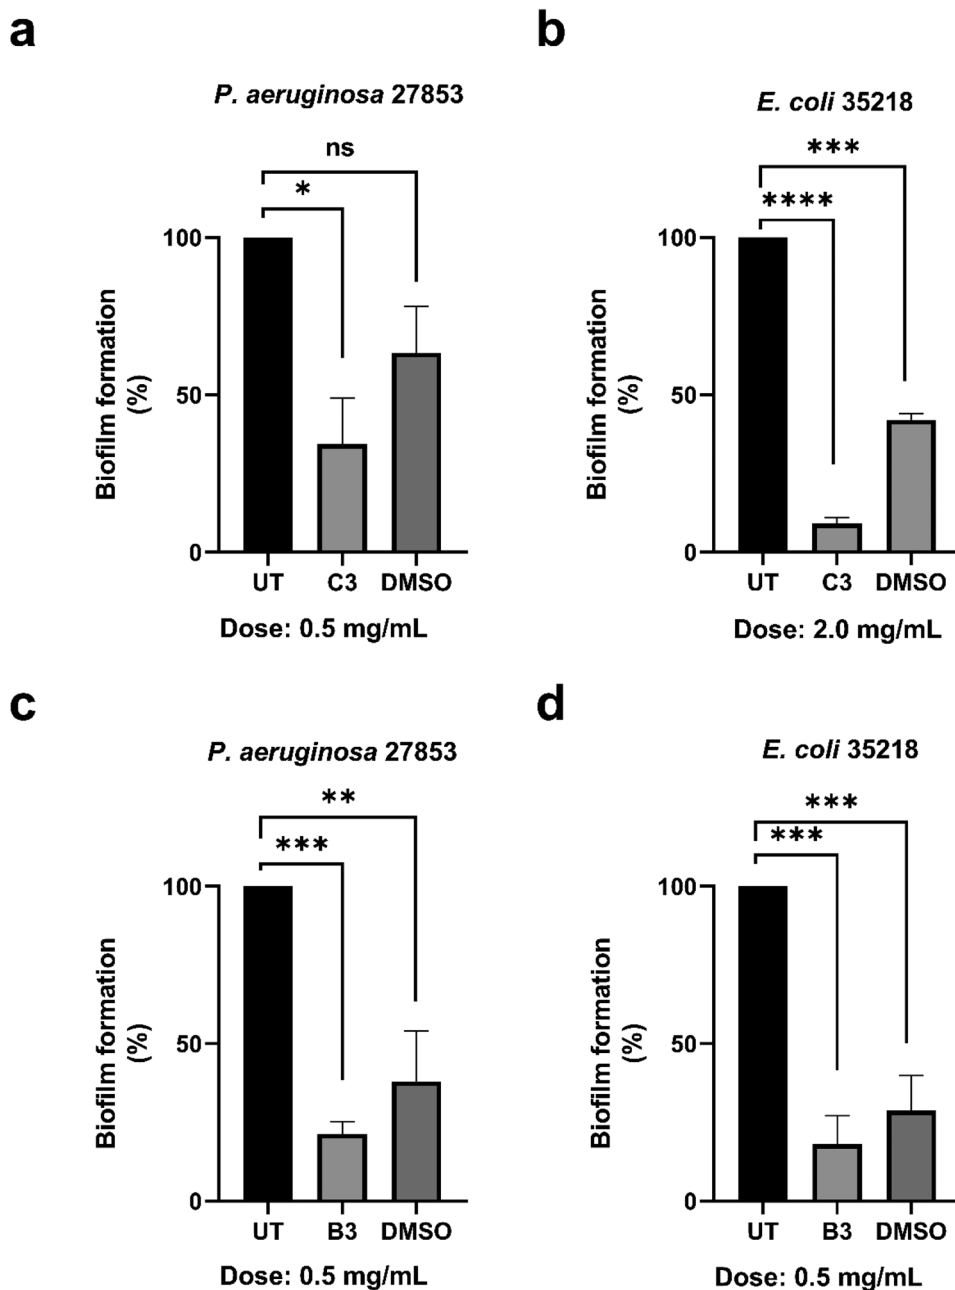 a
P. aeruginosa 27853
ns
*
100
50
0
Biofilm formation
(%)
UT C3 DMSO
Dose: 0.5 mg/mL
b
E. coli 35218
***
****
100
50
0
Biofilm formation
(%)
UT C3 DMSO
Dose: 2.0 mg/mL
c
P. aeruginosa 27853
**
***
100
50
0
Biofilm formation
(%)
UT B3 DMSO
Dose: 0.5 mg/mL
d
E. coli 35218
***
***
100
50
0
Biofilm formation
(%)
UT B3 DMSO
Dose: 0.5 mg/mL